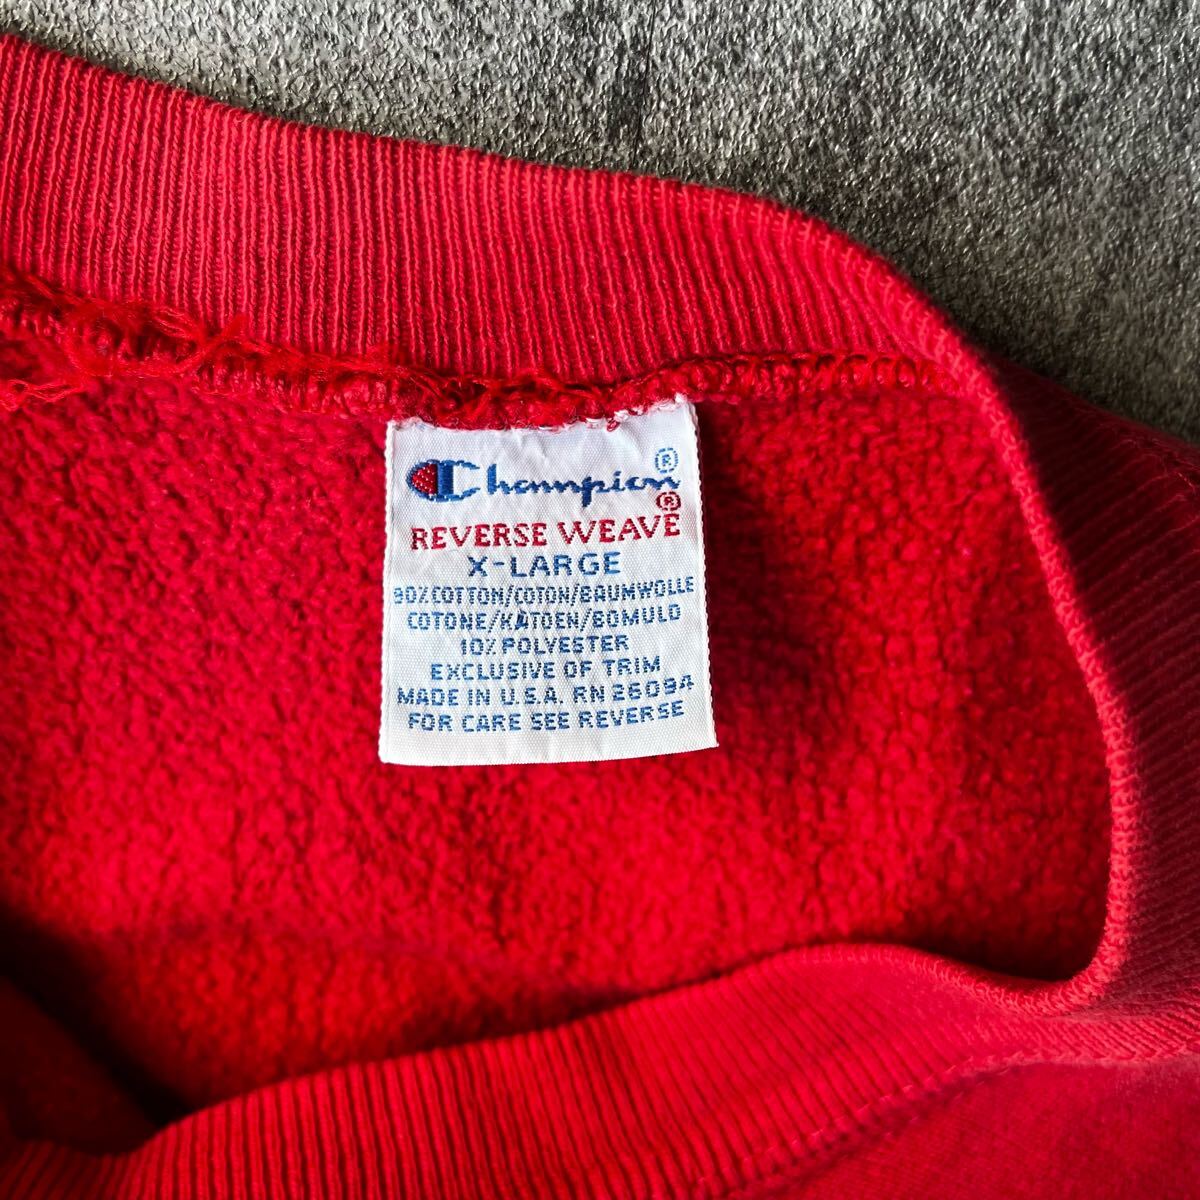 Champion®
REVERSE WEAVE®
X-LARGE
90% COTTON/COTON/BAUMWOLLE
COTONE/KATOEN/BOMULD
10% POLYESTER
EXCLUSIVE OF TRIM
MADE IN U.S.A. RN 26094
FOR CARE SEE REVERSE